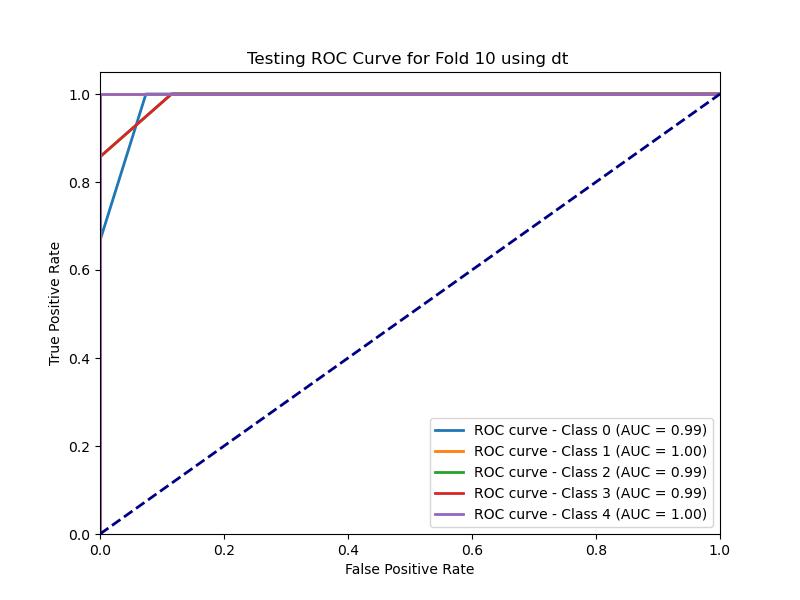 Testing ROC Curve for Fold 10 using dt
True Positive Rate
1.0
0.8
0.6
0.4
0.2
0.0
ROC curve - Class 0 (AUC = 0.99)
ROC curve - Class 1 (AUC = 1.00)
ROC curve - Class 2 (AUC = 0.99)
ROC curve - Class 3 (AUC = 0.99)
ROC curve - Class 4 (AUC = 1.00)
0.0 0.2 0.4 0.6 0.8 1.0
False Positive Rate